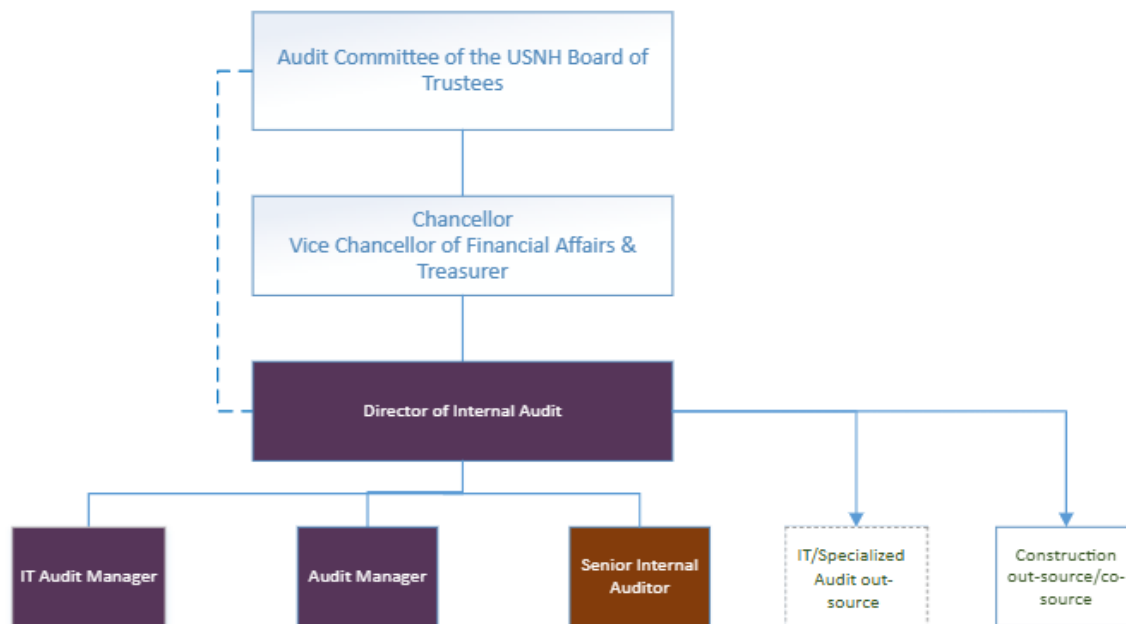 Audit Committee of the USNH Board of
Trustees
Chancellor
Vice Chancellor of Financial Affairs &
Treasurer
Director of Internal Audit
IT Audit Manager
Audit Manager
Senior Internal
Auditor
IT/Specialized
Audit out-
source
Construction
out-source/co-
source